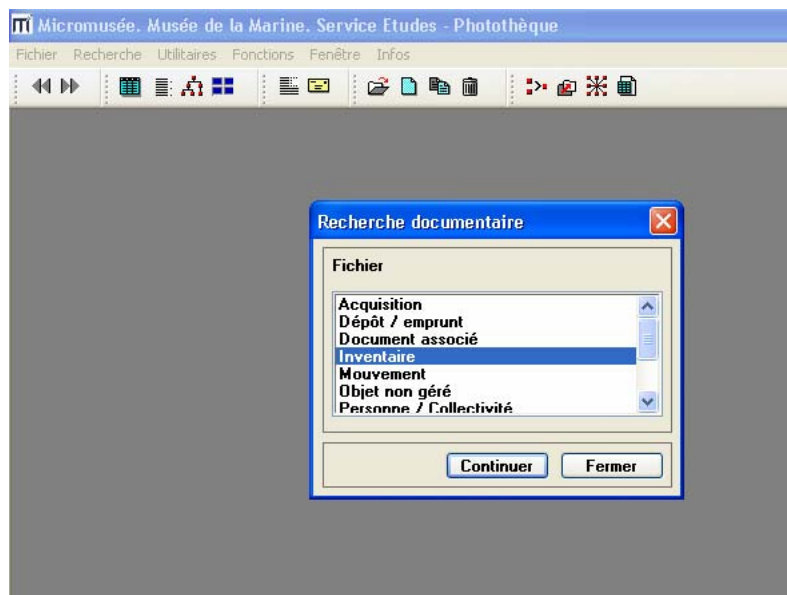 Micromusée. Musée de la Marine. Service Etudes - Photothèque
Fichier Recherche Utilitaires Fonctions Fenêtre Infos
Recherche documentaire
Fichier
Acquisition
Dépôt / emprunt
Document associé
Inventaire
Mouvement
Objet non géré
Personne / Collectivité
Continuer Fermer